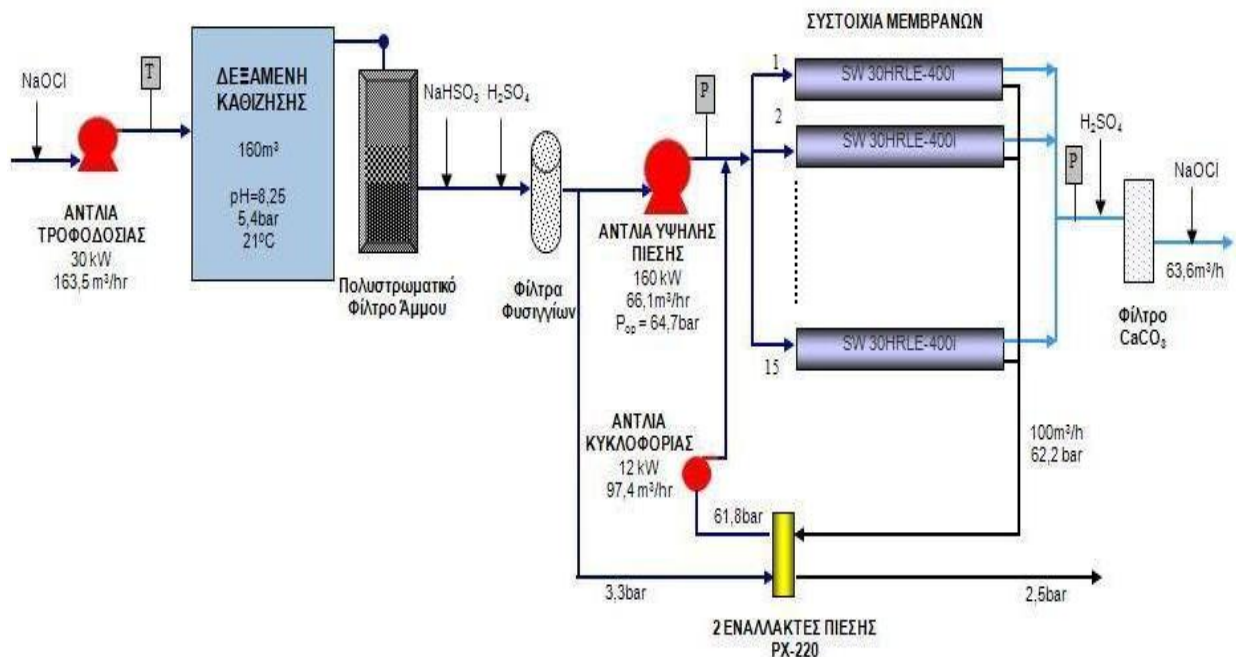 ΣΥΣΤΟΙΧΙΑ ΜΕΜΒΡΑΝΩΝ
NaOCl
T
ΔΕΞΑΜΕΝΗ
ΚΑΘΙΖΗΣΗΣ
160m³
pH=8,25
5,4bar
21⁰C
ΑΝΤΛΙΑ
ΤΡΟΦΟΔΟΣΙΑΣ
30 kW
163,5 m³/hr
Πολυστρωματικό
Φίλτρο Άμμου
NaHSO₃
H₂SO₄
Φίλτρα
Φυσιγγίων
P
ΑΝΤΛΙΑ ΥΨΗΛΗΣ
ΠΙΕΣΗΣ
160 kW
66,1m³/hr
Pop = 64,7bar
1
SW 30HRLE-400i
2
SW 30HRLE-400i
15
SW 30HRLE-400i
P
H₂SO₄
NaOCl
63,6m³/h
Φίλτρο
CaCO₃
ΑΝΤΛΙΑ
ΚΥΚΛΟΦΟΡΙΑΣ
12 kW
97,4 m³/hr
100m³/h
62,2 bar
61,8bar
3,3bar
2,5bar
2 ΕΝΑΛΛΑΚΤΕΣ ΠΙΕΣΗΣ
PX-220